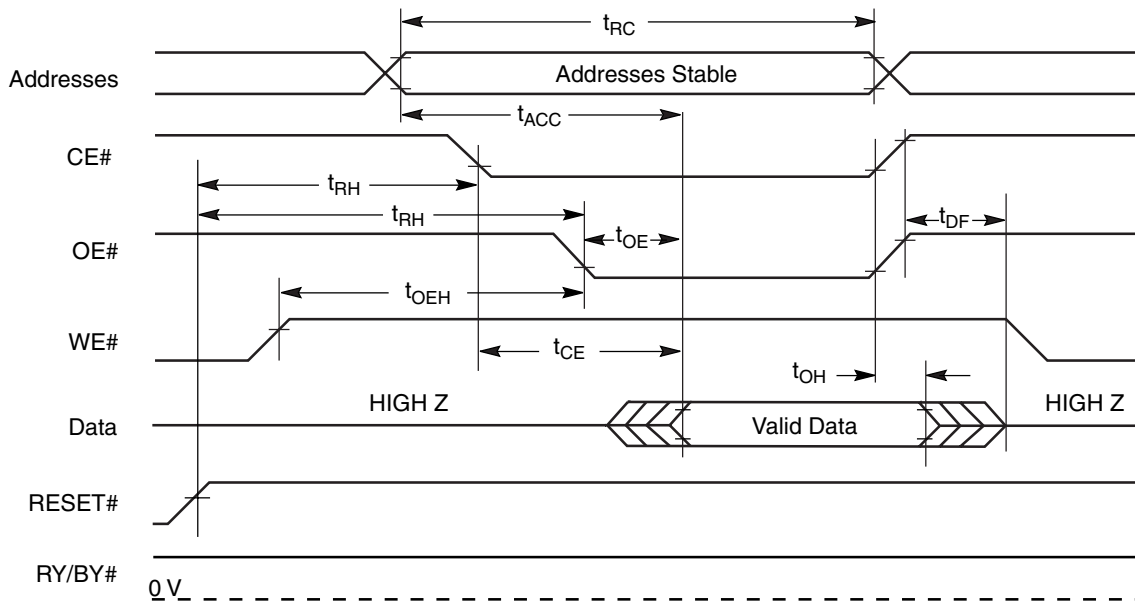 tRC
Addresses
Addresses Stable
tACC
CE#
tRH
tRH
tDF
OE#
tOE
tOEH
WE#
tCE
tOH
HIGH Z
HIGH Z
Data
Valid Data
RESET#
RY/BY#
0 V